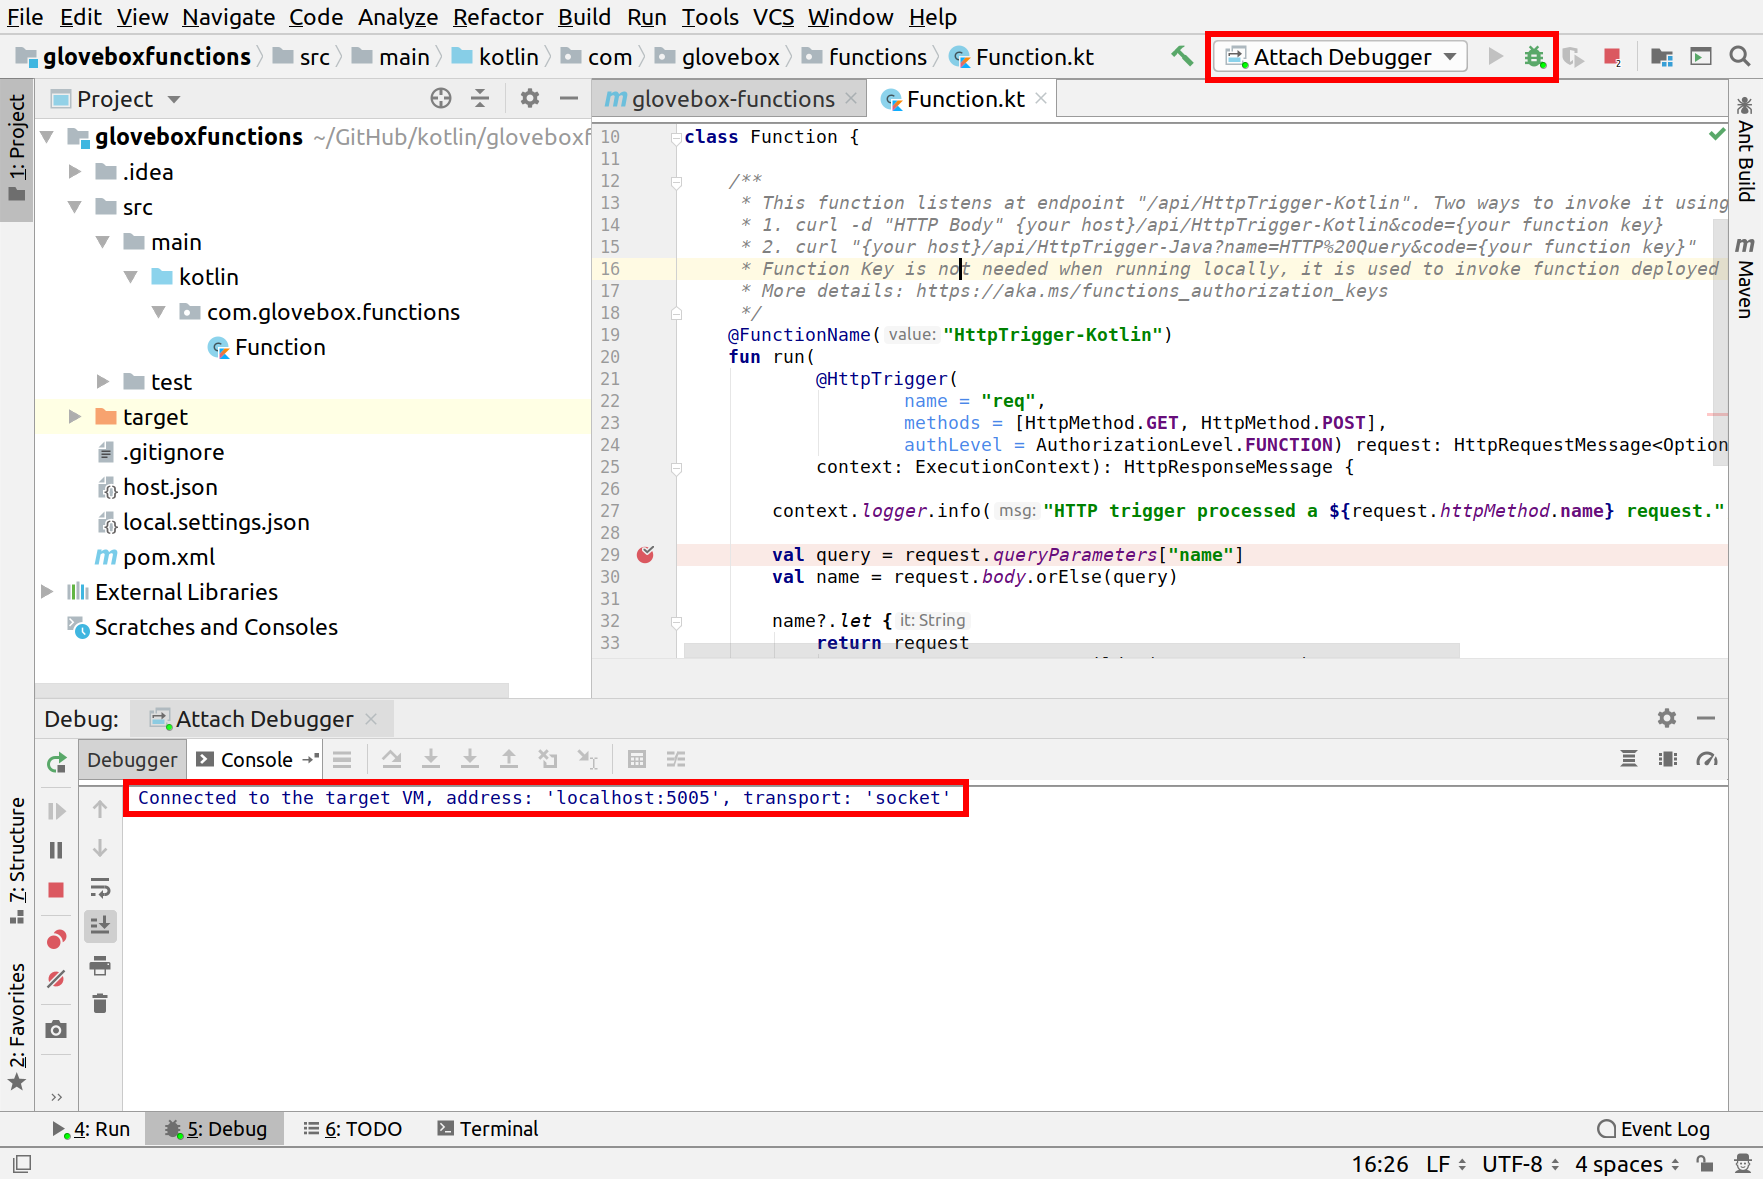 File Edit View Navigate Code Analyze Refactor Build Run Tools VCS Window Help
gloveboxfunctions src main kotlin com glovebox functions Function.kt Attach Debugger 2
1: Project
Project
glovebox-functions Function.kt
gloveboxfunctions ~/GitHub/kotlin/gloveboxf
.idea
src
main
kotlin
com.glovebox.functions
Function
test
target
.gitignore
host.json
local.settings.json
pom.xml
External Libraries
Scratches and Consoles
10 class Function {
11
12 /**
13 * This function listens at endpoint "/api/HttpTrigger-Kotlin". Two ways to invoke it using
14 * 1. curl -d "HTTP Body" {your host}/api/HttpTrigger-Kotlin&code={your function key}
15 * 2. curl "{your host}/api/HttpTrigger-Java?name=HTTP%20Query&code={your function key}"
16 * Function Key is not needed when running locally, it is used to invoke function deployed
17 * More details: https://aka.ms/functions_authorization_keys
18 */
19 @FunctionName( value: "HttpTrigger-Kotlin")
20 fun run(
21 @HttpTrigger(
22 name = "req",
23 methods = [HttpMethod.GET, HttpMethod.POST],
24 authLevel = AuthorizationLevel.FUNCTION) request: HttpRequestMessage<Option
25 context: ExecutionContext): HttpResponseMessage {
26
27 context.logger.info( msg: "HTTP trigger processed a ${request.httpMethod.name} request."
28
29 val query = request.queryParameters["name"]
30 val name = request.body.orElse(query)
31
32 name?.let { it: String
33 return request
Ant Build
Maven
Debug: Attach Debugger
Debugger Console
Connected to the target VM, address: 'localhost:5005', transport: 'socket'
7: Structure
2: Favorites
4: Run 5: Debug 6: TODO Terminal Event Log
16:26 LF UTF-8 4 spaces